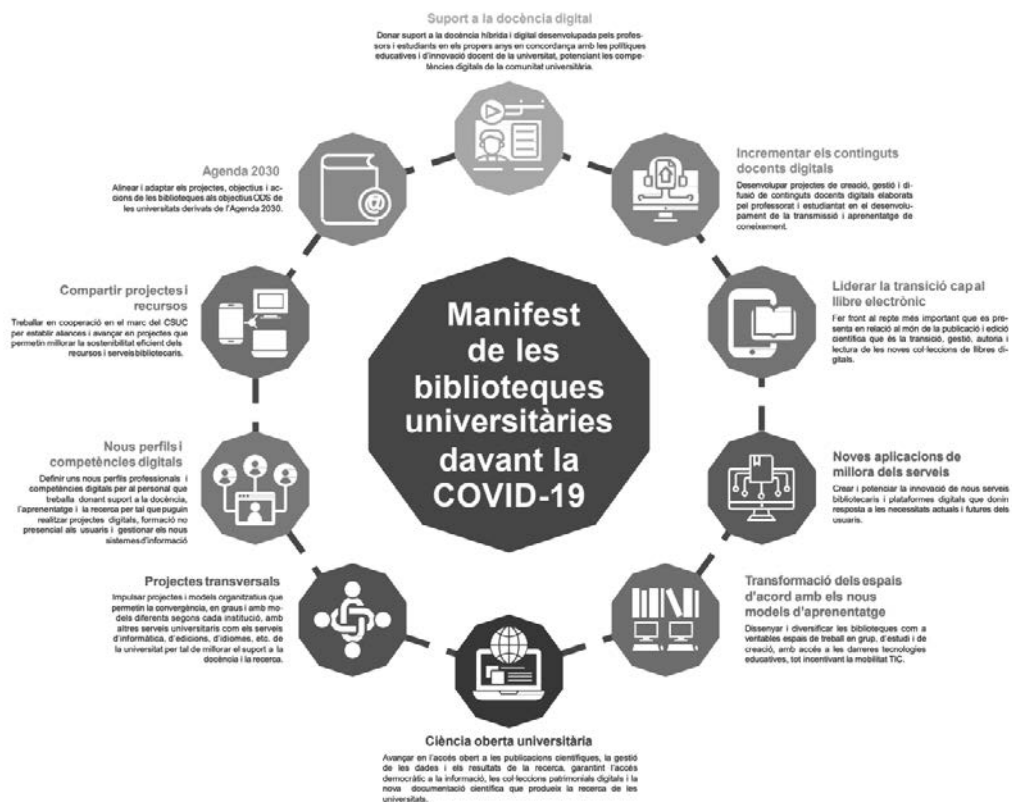 Suport a la docència digital
Donar suport a la docència híbrida i digital desenvolupada pels profes-
sors i estudiants en els propers anys en concordança amb les polítiques
educatives i d'innovació docent de la universitat, potenciant les compe-
tències digitals de la comunitat universitària.
Incrementar els continguts
docents digitals
Desenvolupar projectes de creació, gestió i di-
fusió de continguts docents digitals elaborats
pel professorat i estudiantat en el desenvolu-
pament de la transmissió i aprenentatge de
coneixement.
Liderar la transició cap al
llibre electrònic
Fer front al repte més important que es pre-
senta en relació al món de la publicació i edició
científica que és la transició, gestió, autoria i
lectura de les noves col·leccions de llibres di-
gitals.
Noves aplicacions de
millora dels serveis
Crear i potenciar la innovació de nous serveis
bibliotecaris i plataformes digitals que donin
resposta a les necessitats actuals i futures dels
usuaris.
Transformació dels espais
d'acord amb els nous
models d'aprenentatge
Dissenyar i diversificar les biblioteques com a
veritables espais de treball en grup, d'estudi i de
creació, amb accés a les darreres tecnologies
educatives, tot incentivant la mobilitat TIC.
Ciència oberta universitària
Avançar en l'accés obert a les publicacions científiques, la gestió
de les dades i els resultats de la recerca, garantint l'accés
democràtic a la informació, les col·leccions patrimonials digitals i la
nova documentació científica que produeix la recerca de les
universitats.
Projectes transversals
Impulsar projectes i models organitzatius que
permetin la convergència, en graus i amb mo-
dels diferents segons cada institució, amb
altres serveis universitaris com els serveis
d'informàtica, d'edicions, d'idiomes, etc. de
la universitat per tal de millorar el suport a la
docència i la recerca.
Nous perfils i
competències digitals
Definir uns nous perfils professionals i
competències digitals per al personal que
treballa donant suport a la docència,
l'aprenentatge i la recerca per tal que puguin
realitzar projectes digitals, formació no
presencial als usuaris i gestionar els nous
sistemes d'informació
Compartir projectes i
recursos
Treballar en cooperació en el marc del CSUC
per establir aliances i avançar en projectes que
permetin millorar la sostenibilitat eficient dels
recursos i serveis bibliotecaris.
Agenda 2030
Alinear i adaptar els projectes, objectius i ac-
cions de les biblioteques als objectius ODS de
les universitats derivats de l'Agenda 2030.
@
Manifest
de les
biblioteques
universitàries
davant la
COVID-19